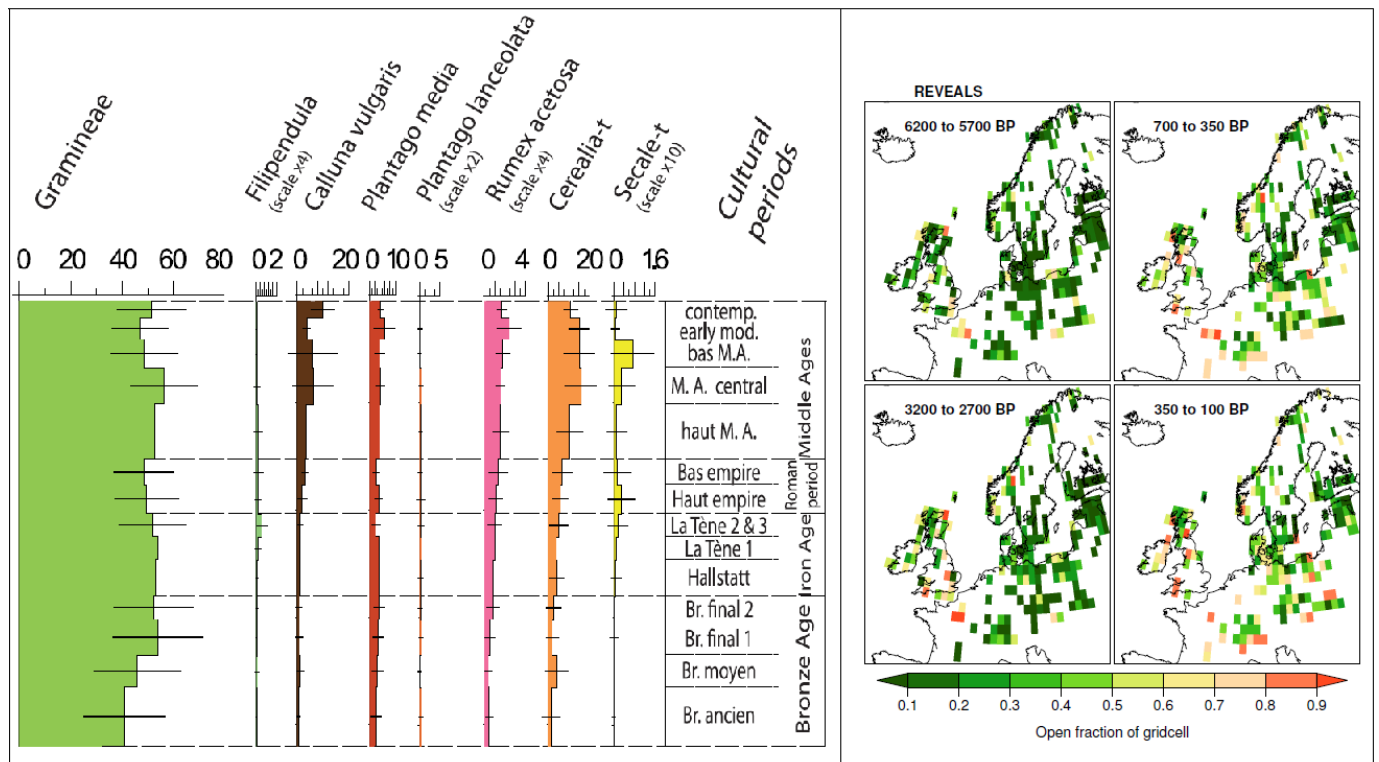 Gramineae
Filipendula
(scale x4)
Calluna vulgaris
Plantago media
Plantago lanceolata
(scale x2)
Rumex acetosa
(scale x4)
Cerealia-t
Secale-t
(scale x10)
Cultural
periods
0 20 40 60 80 0 2 0 20 0 10 0 5 0 4 0 20 0 1.6
contemp.
early mod.
bas M.A.
M. A. central
haut M. A.
Bas empire
Haut empire
La Tène 2 & 3
La Tène 1
Hallstatt
Br. final 2
Br. final 1
Br. moyen
Br. ancien
Middle Ages
Roman
period
Iron Age
Bronze Age
REVEALS
6200 to 5700 BP
700 to 350 BP
3200 to 2700 BP
350 to 100 BP
0.1 0.2 0.3 0.4 0.5 0.6 0.7 0.8 0.9
Open fraction of gridcell